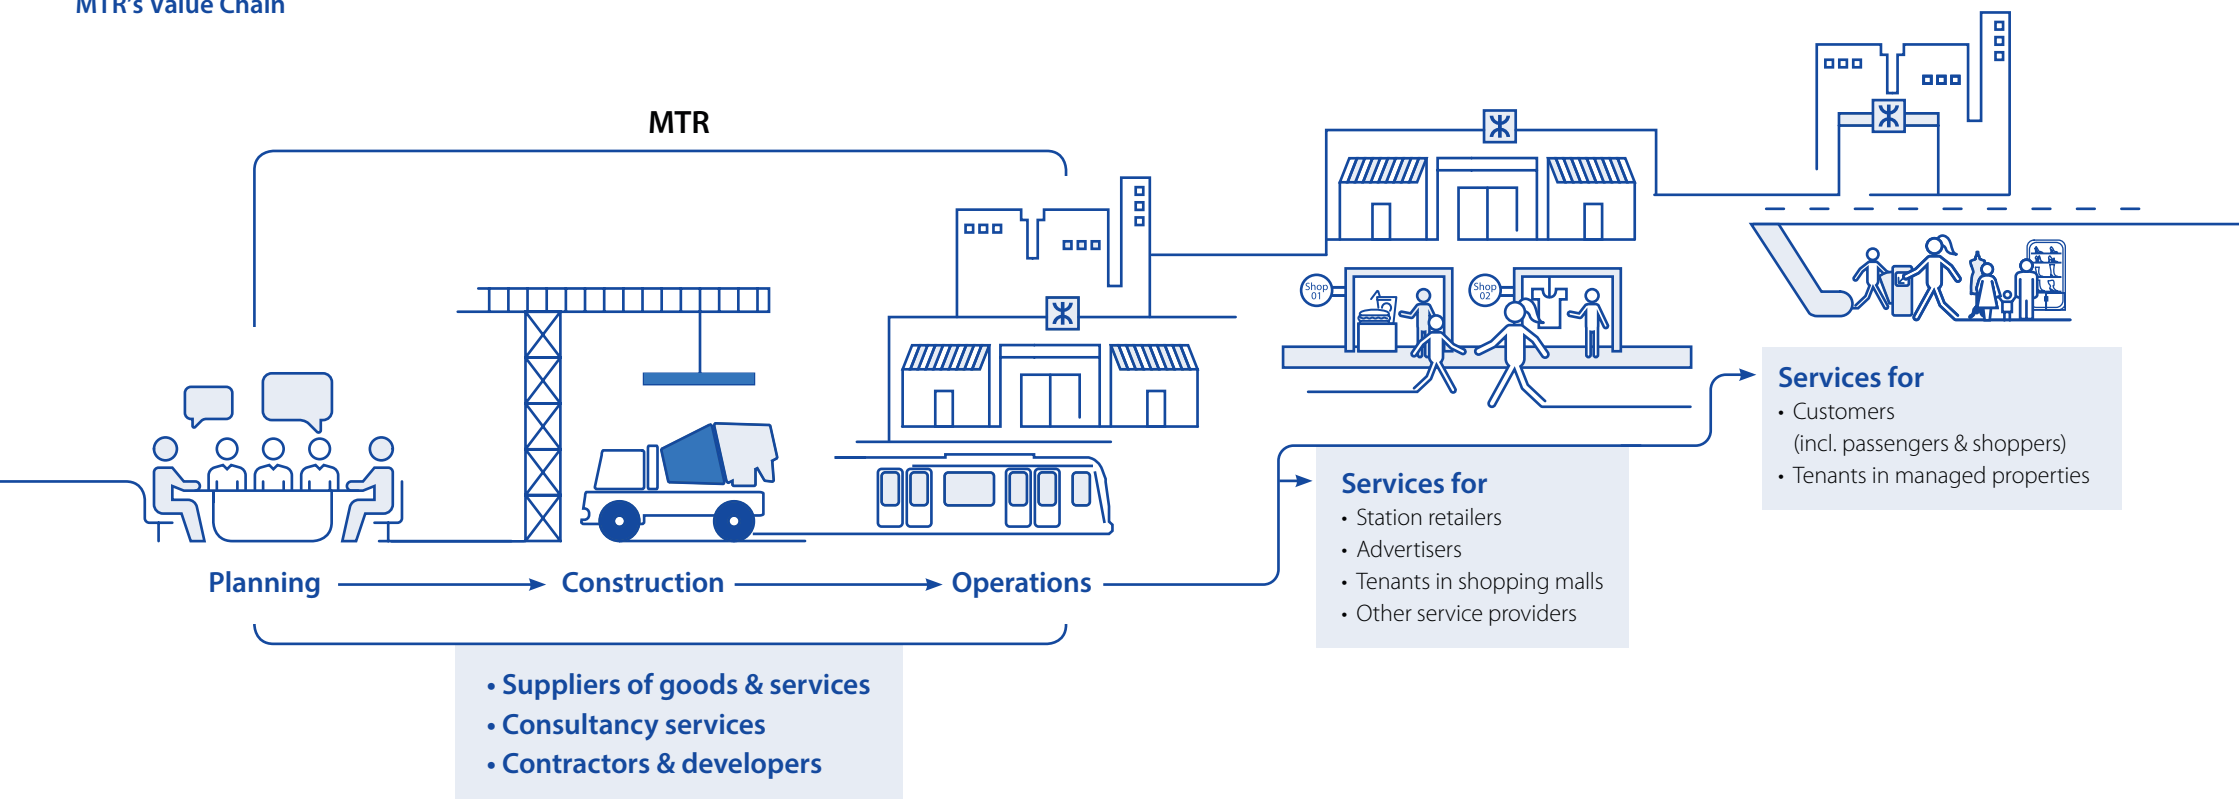 MTR's Value Chain
MTR
Shop
01
Shop
02
Planning
Construction
Operations
• Suppliers of goods & services
• Consultancy services
• Contractors & developers
Services for
• Station retailers
• Advertisers
• Tenants in shopping malls
• Other service providers
Services for
• Customers
(incl. passengers & shoppers)
• Tenants in managed properties